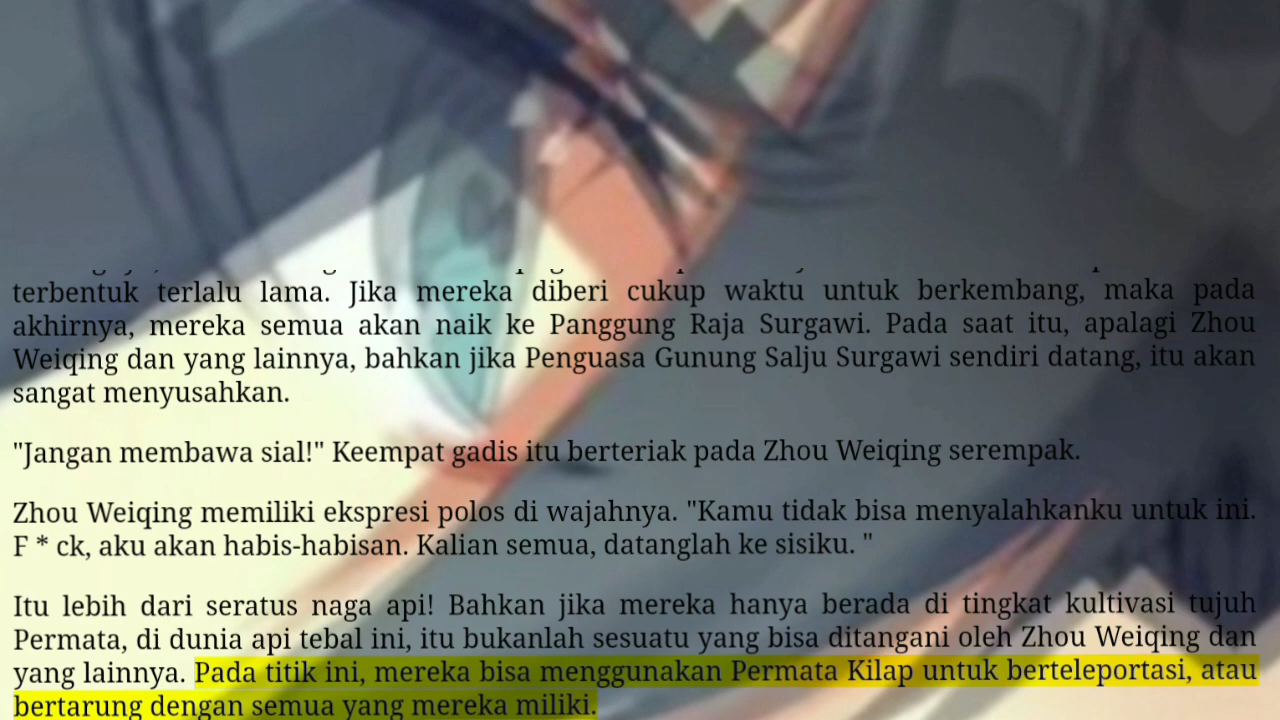 terbentuk terlalu lama. Jika mereka diberi cukup waktu untuk berkembang, maka pada
akhirnya, mereka semua akan naik ke Panggung Raja Surgawi. Pada saat itu, apalagi Zhou
Weiqing dan yang lainnya, bahkan jika Penguasa Gunung Salju Surgawi sendiri datang, itu akan
sangat menyusahkan.
"Jangan membawa sial!" Keempat gadis itu berteriak pada Zhou Weiqing serempak.
Zhou Weiqing memiliki ekspresi polos di wajahnya. "Kamu tidak bisa menyalahkanku untuk ini.
F * ck, aku akan habis-habisan. Kalian semua, datanglah ke sisiku. "
Itu lebih dari seratus naga api! Bahkan jika mereka hanya berada di tingkat kultivasi tujuh
Permata, di dunia api tebal ini, itu bukanlah sesuatu yang bisa ditangani oleh Zhou Weiqing dan
yang lainnya. Pada titik ini, mereka bisa menggunakan Permata Kilap untuk berteleportasi, atau
bertarung dengan semua yang mereka miliki.